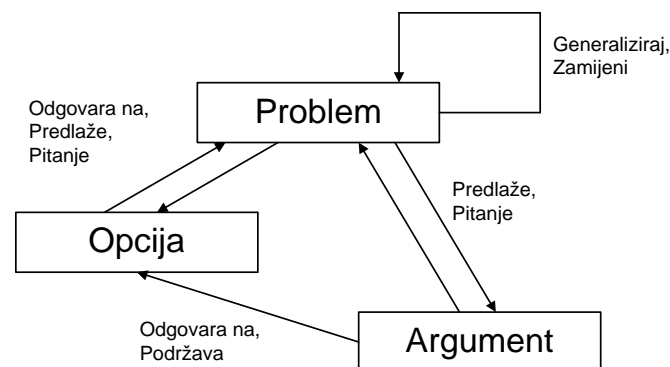 Generaliziraj,
Zamijeni
Problem
Odgovara na,
Predlaže,
Pitanje
Predlaže,
Pitanje
Opcija
Odgovara na,
Podržava
Argument